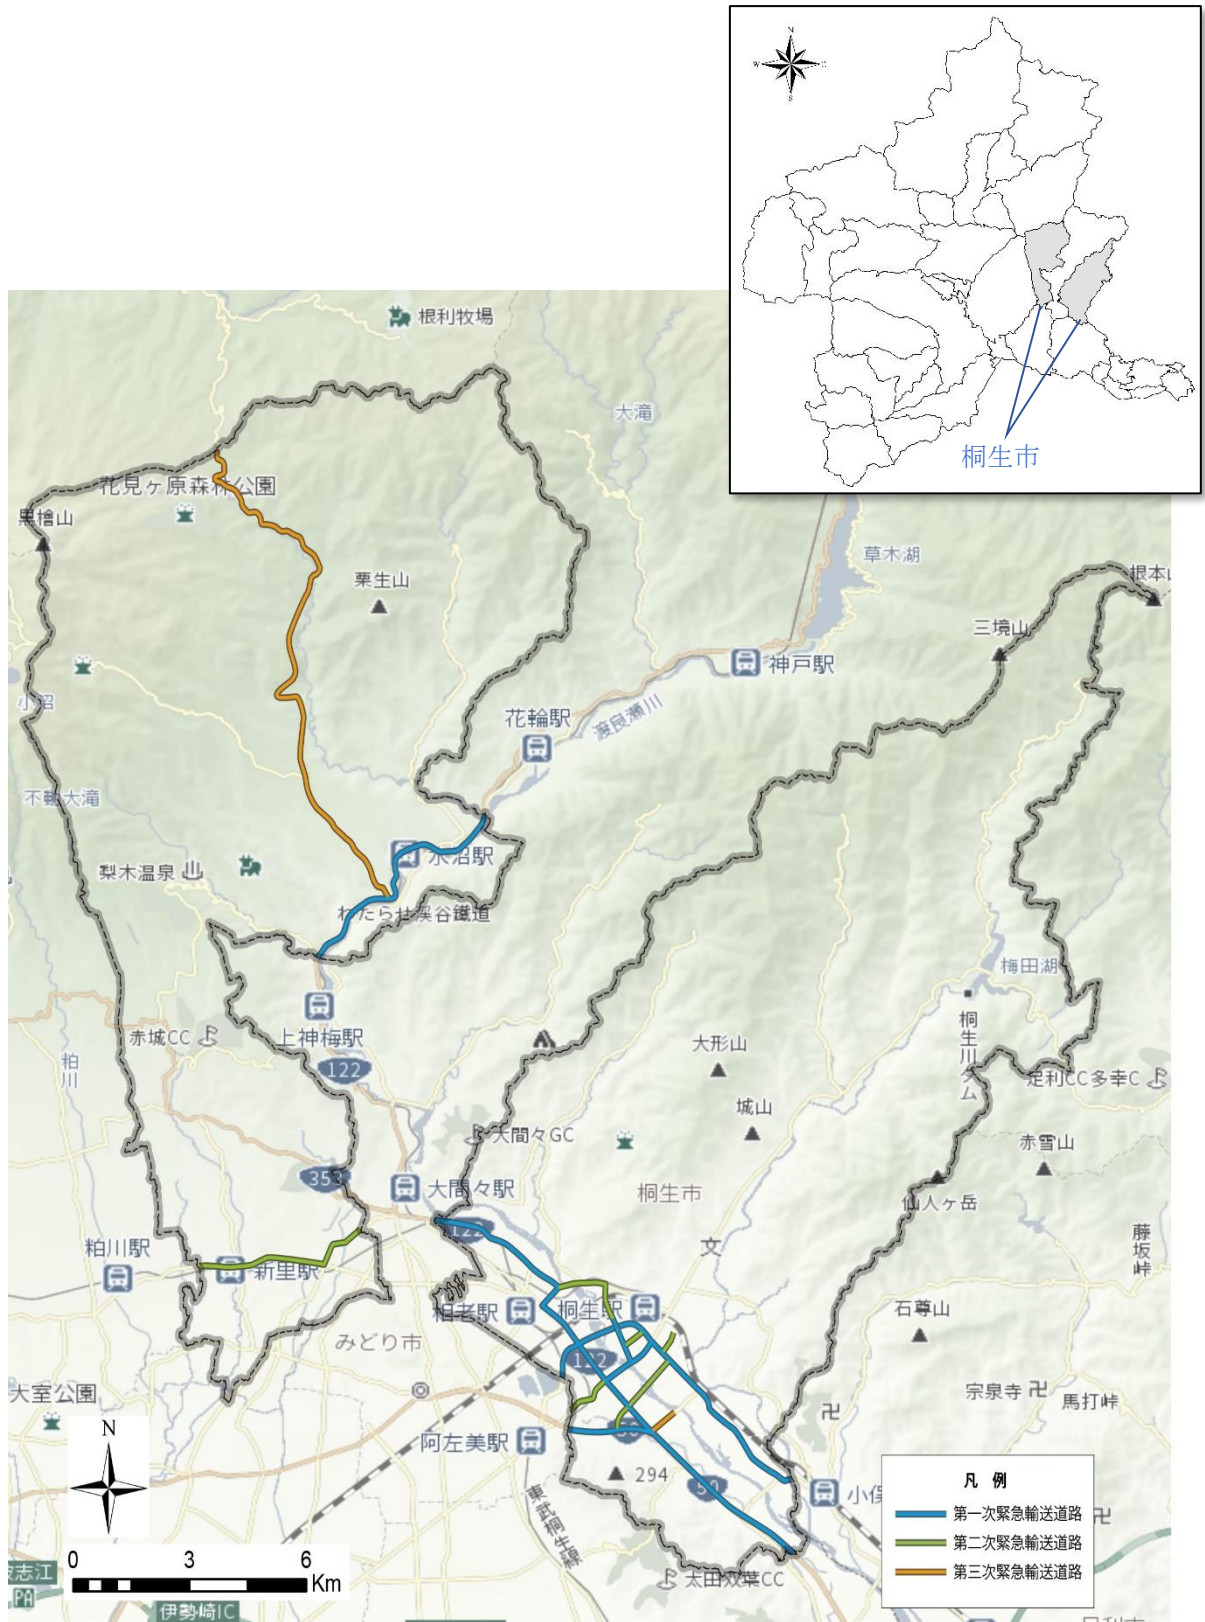 N
W
E
S
桐生市
根利牧場
大滝
花見ヶ原森林公園
黒檜山
草木湖
栗生山
根本山
三境山
神戸駅
小沼
花輪駅
渡良瀬川
不動大滝
水沼駅
梨木温泉
わたらせ渓谷鐵道
梅田湖
上神梅駅
赤城CC
桐生川ダム
粕川
122
大形山
足利CC多幸C
城山
大間々GC
赤雪山
353
大間々駅
桐生市
仙人ヶ岳
122
文
藤坂峠
粕川駅
新里駅
相老駅
桐生駅
石尊山
みどり市
122
大室公園
宗泉寺
馬打峠
N
50
阿左美駅
294
50
凡 例
第一次緊急輸送道路
第二次緊急輸送道路
第三次緊急輸送道路
東武桐生線
0 3 6
Km
太田双葉CC
PA
伊勢崎IC